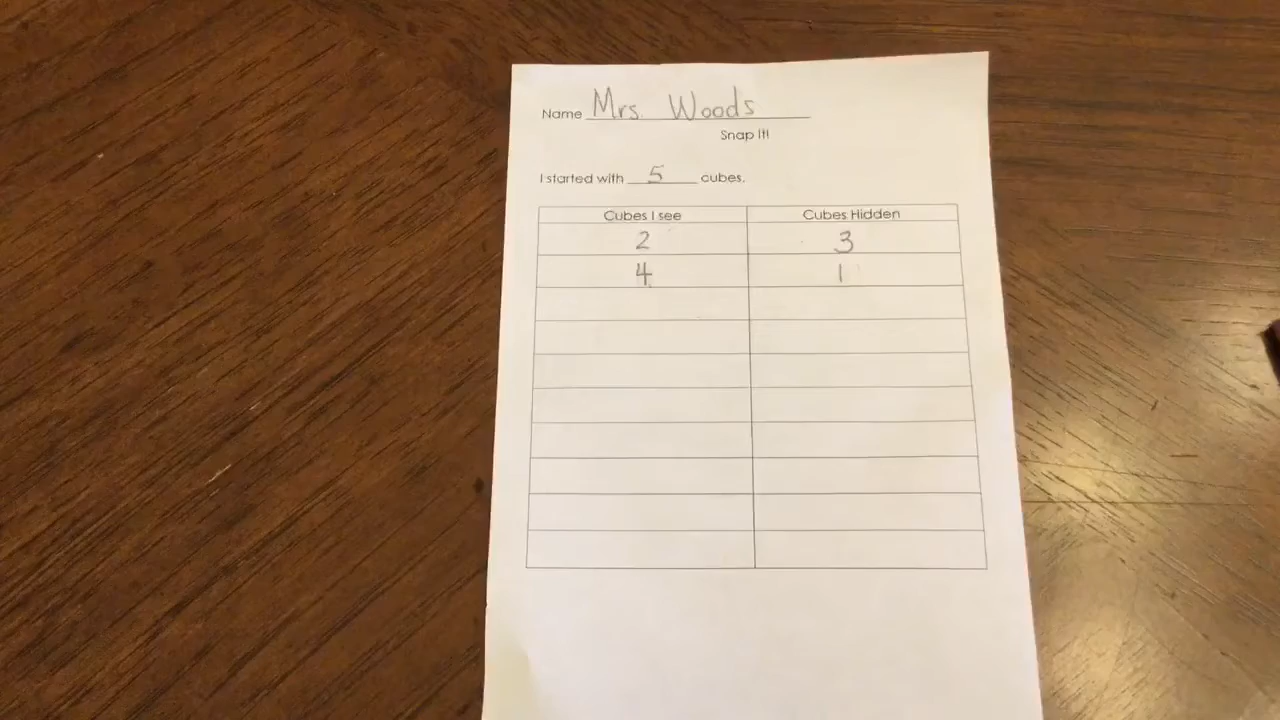 Name Mrs. Woods
Snap It!
I started with 5 cubes.
Cubes I see Cubes Hidden
2 3
4 1